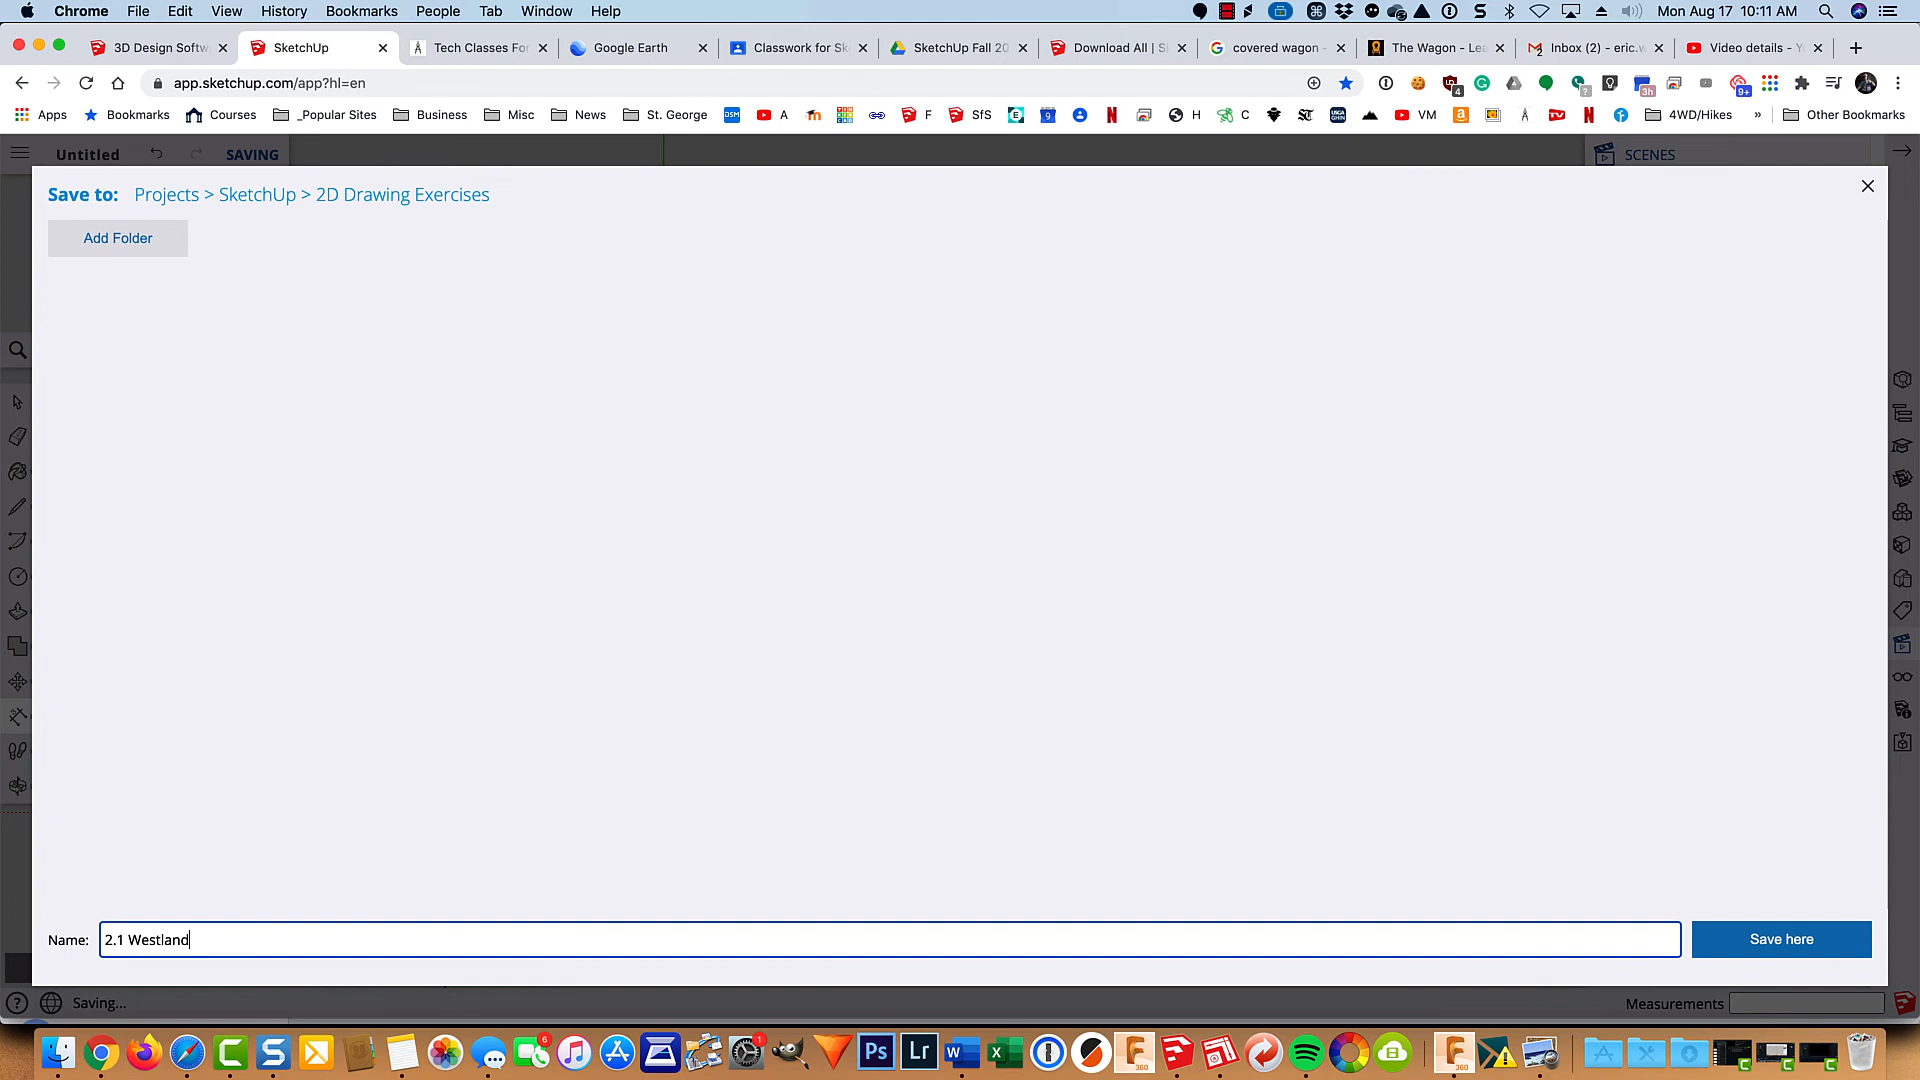 Chrome File Edit View History Bookmarks People Tab Window Help Mon Aug 17 10:11 AM
3D Design Softw SketchUp Tech Classes For Google Earth Classwork for Sk SketchUp Fall 20 Download All | S covered wagon - The Wagon - Lea Inbox (2) - eric.w Video details - Y
app.sketchup.com/app?hl=en
Apps Bookmarks Courses _Popular Sites Business Misc News St. George A F SfS H C VM 4WD/Hikes » Other Bookmarks
Untitled SAVING SCENES
Save to: Projects > SketchUp > 2D Drawing Exercises
Add Folder
Name: 2.1 Westland Save here
Saving... Measurements